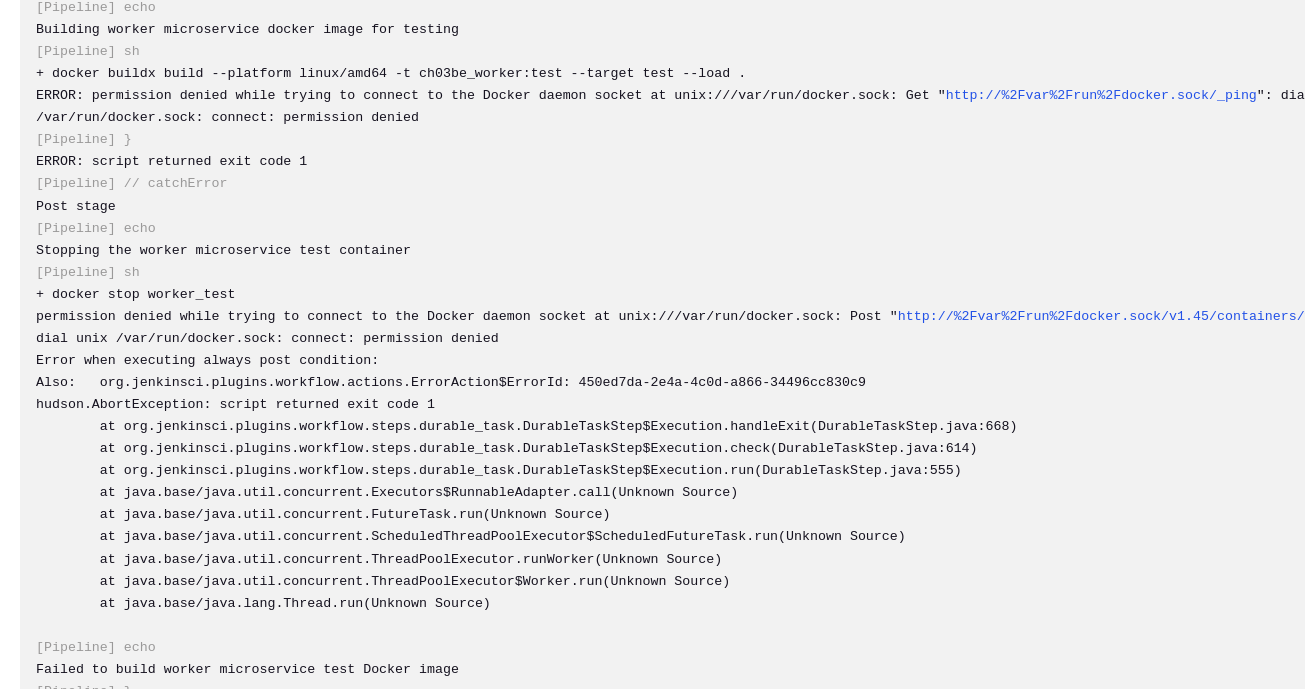 [Pipeline] echo
Building worker microservice docker image for testing
[Pipeline] sh
+ docker buildx build --platform linux/amd64 -t ch03be_worker:test --target test --load .
ERROR: permission denied while trying to connect to the Docker daemon socket at unix:///var/run/docker.sock: Get "http://%2Fvar%2Frun%2Fdocker.sock/_ping": dia
/var/run/docker.sock: connect: permission denied
[Pipeline] }
ERROR: script returned exit code 1
[Pipeline] // catchError
Post stage
[Pipeline] echo
Stopping the worker microservice test container
[Pipeline] sh
+ docker stop worker_test
permission denied while trying to connect to the Docker daemon socket at unix:///var/run/docker.sock: Post "http://%2Fvar%2Frun%2Fdocker.sock/v1.45/containers/
dial unix /var/run/docker.sock: connect: permission denied
Error when executing always post condition:
Also:   org.jenkinsci.plugins.workflow.actions.ErrorAction$ErrorId: 450ed7da-2e4a-4c0d-a866-34496cc830c9
hudson.AbortException: script returned exit code 1
        at org.jenkinsci.plugins.workflow.steps.durable_task.DurableTaskStep$Execution.handleExit(DurableTaskStep.java:668)
        at org.jenkinsci.plugins.workflow.steps.durable_task.DurableTaskStep$Execution.check(DurableTaskStep.java:614)
        at org.jenkinsci.plugins.workflow.steps.durable_task.DurableTaskStep$Execution.run(DurableTaskStep.java:555)
        at java.base/java.util.concurrent.Executors$RunnableAdapter.call(Unknown Source)
        at java.base/java.util.concurrent.FutureTask.run(Unknown Source)
        at java.base/java.util.concurrent.ScheduledThreadPoolExecutor$ScheduledFutureTask.run(Unknown Source)
        at java.base/java.util.concurrent.ThreadPoolExecutor.runWorker(Unknown Source)
        at java.base/java.util.concurrent.ThreadPoolExecutor$Worker.run(Unknown Source)
        at java.base/java.lang.Thread.run(Unknown Source)
[Pipeline] echo
Failed to build worker microservice test Docker image
[Pipeline] }